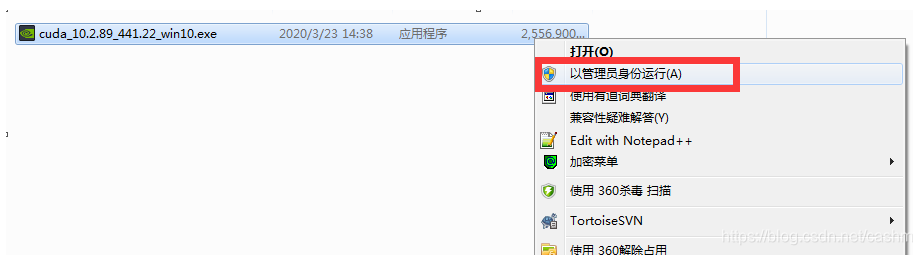 cuda_10.2.89_441.22_win10.exe 2020/3/23 14:38 应用程序 2,556,900...
打开(O)
以管理员身份运行(A)
使用有道词典翻译
兼容性疑难解答(Y)
Edit with Notepad++
加密菜单
使用 360杀毒 扫描
TortoiseSVN
https://blog.csdn.net/cashm
使用 360解除占用